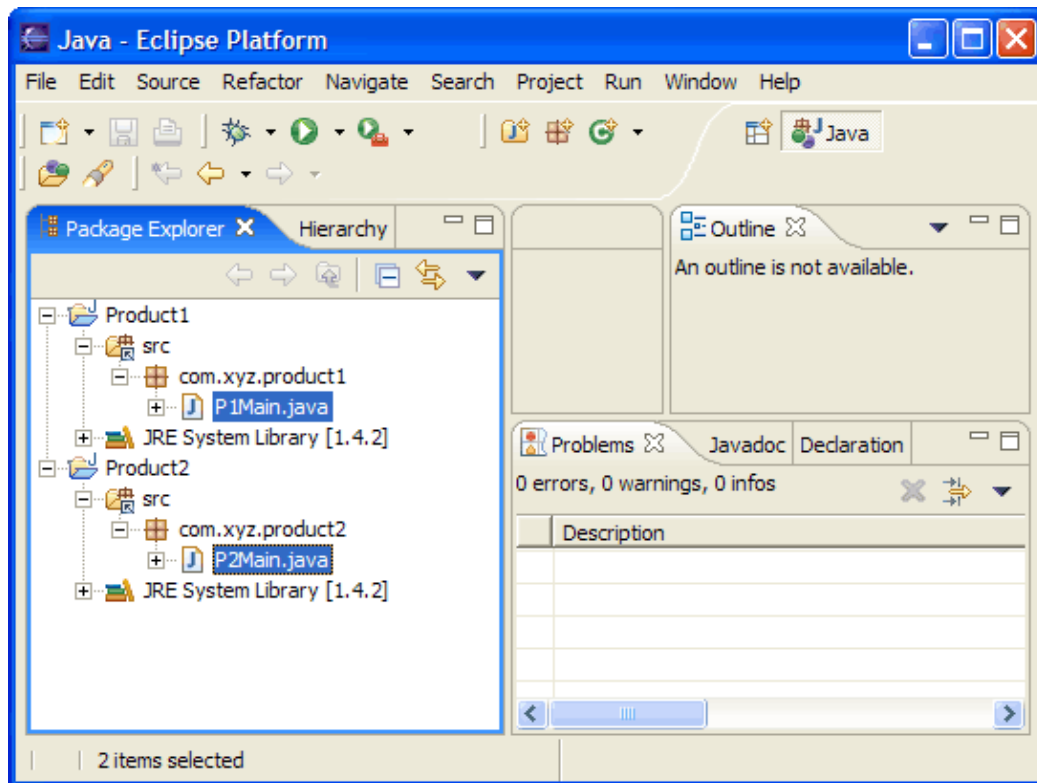 Java - Eclipse Platform
File Edit Source Refactor Navigate Search Project Run Window Help
Java
Package Explorer Hierarchy
Product1
src
com.xyz.product1
P1Main.java
JRE System Library [1.4.2]
Product2
src
com.xyz.product2
P2Main.java
JRE System Library [1.4.2]
Outline
An outline is not available.
Problems Javadoc Declaration
0 errors, 0 warnings, 0 infos
Description
2 items selected